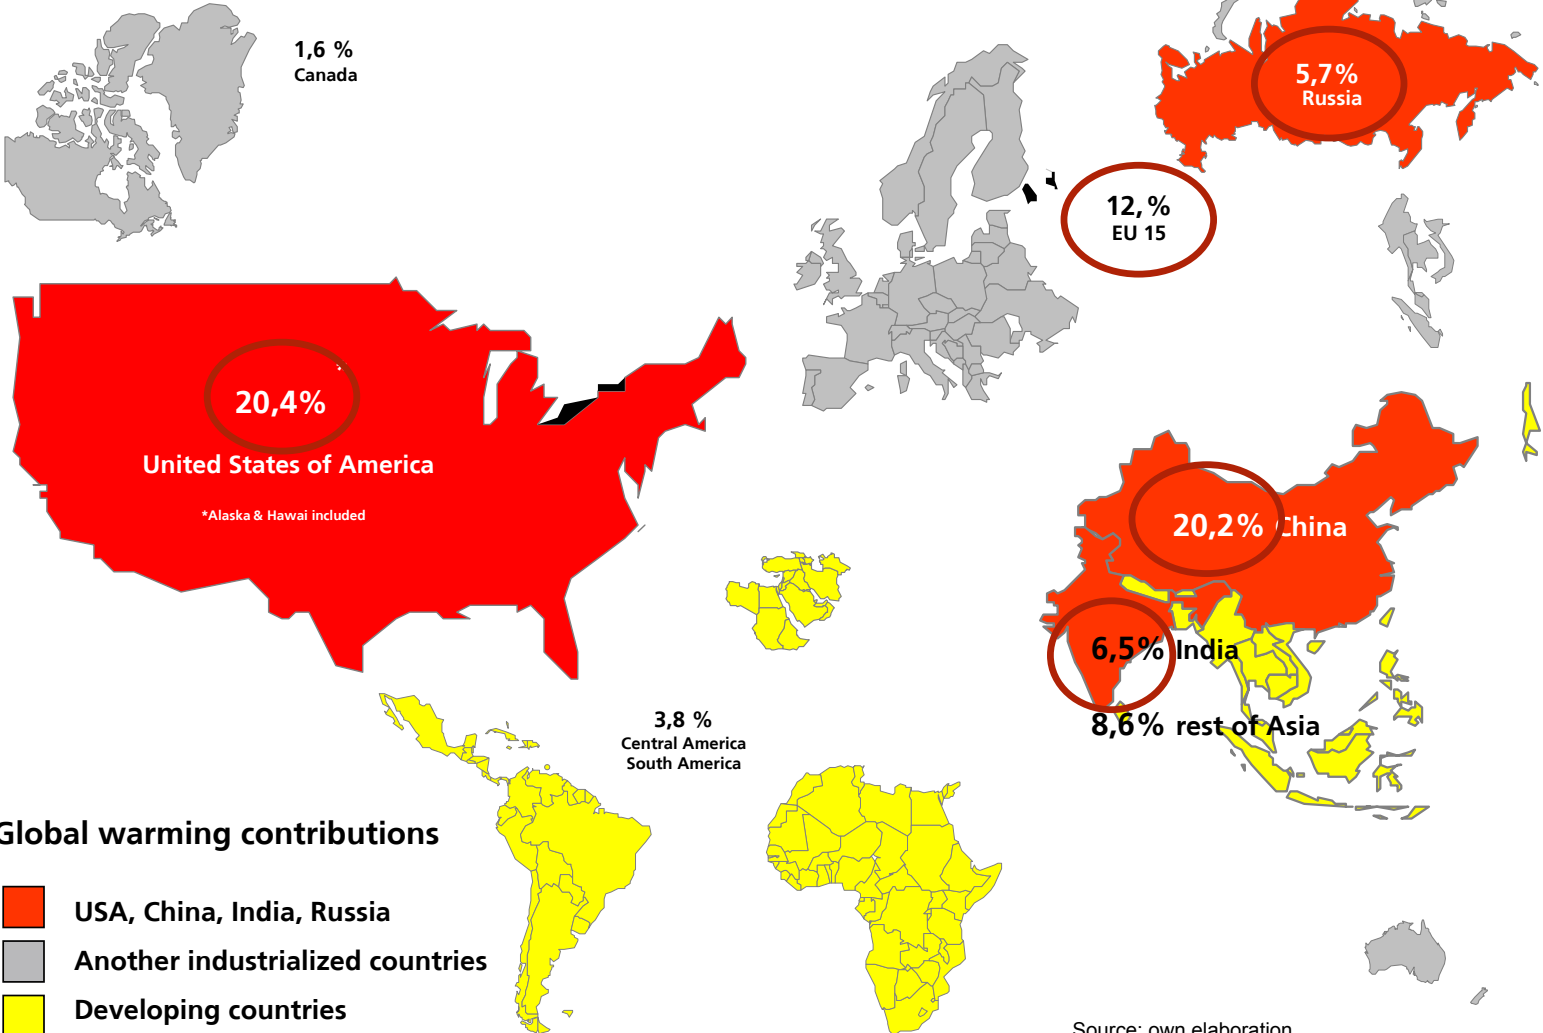 1,6 %
Canada
5,7%
Russia
12,%
EU 15
20,4%
United States of America
*Alaska & Hawai included
20,2% China
6,5% India
8,6% rest of Asia
3,8 %
Central America
South America
Global warming contributions
USA, China, India, Russia
Another industrialized countries
Developing countries
Source: own elaboration